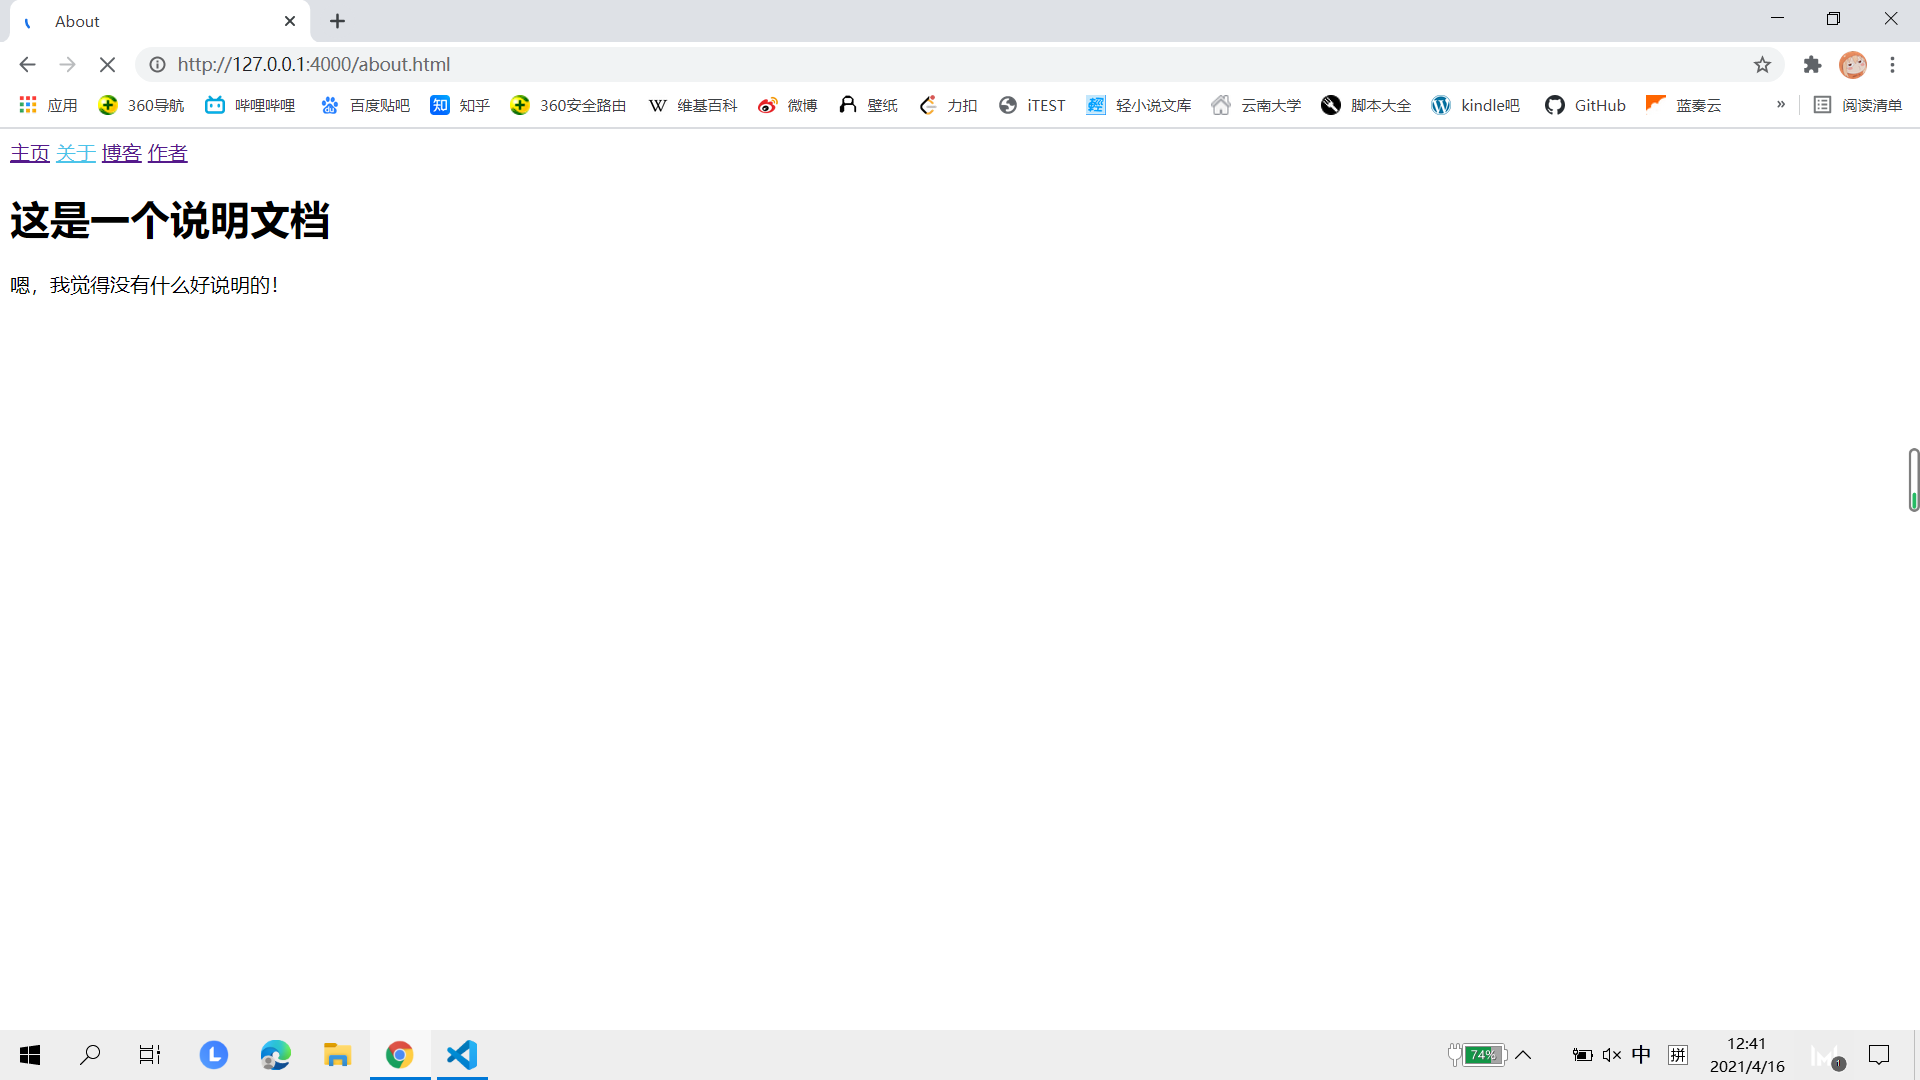 About
http://127.0.0.1:4000/about.html
应用 360导航 哔哩哔哩 百度贴吧 知 知乎 360安全路由 W 维基百科 微博 壁纸 力扣 iTEST 輕 轻小说文库 云南大学 脚本大全 kindle吧 GitHub 蓝奏云 » 阅读清单
主页 关于 博客 作者
这是一个说明文档
嗯，我觉得没有什么好说明的！
74% 中 拼 12:41
2021/4/16 1